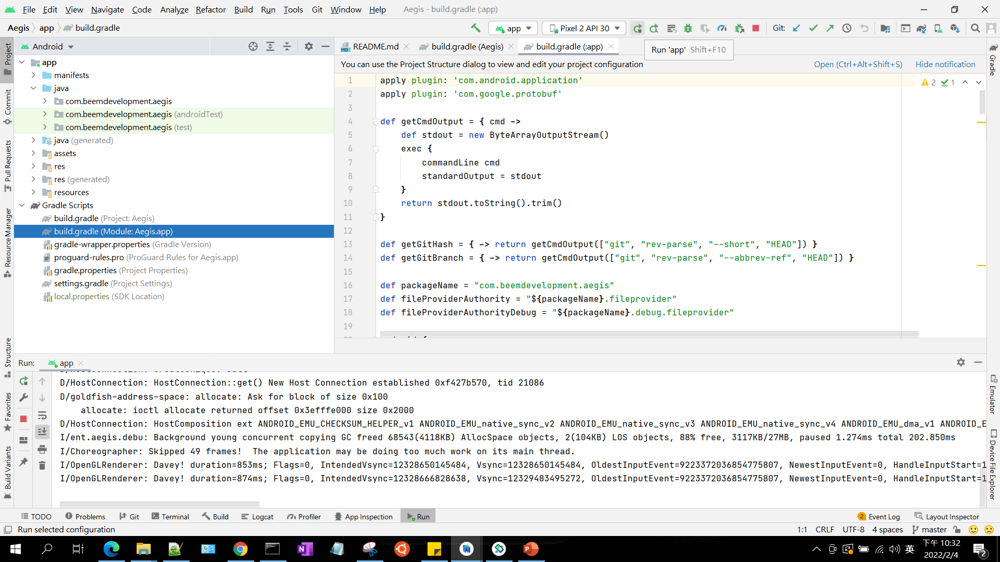 File Edit View Navigate Code Analyze Refactor Build Run Tools Git Window Help Aegis - build.gradle (:app)
Aegis app build.gradle
app
Pixel 2 API 30
Git:
Run 'app' Shift+F10
Android
README.md
build.gradle (Aegis)
build.gradle (:app)
You can use the Project Structure dialog to view and edit your project configuration
Open (Ctrl+Alt+Shift+S) Hide notification
Project
Commit
Pull Requests
Resource Manager
Structure
Favorites
Build Variants
app
manifests
java
com.beemdevelopment.aegis
com.beemdevelopment.aegis (androidTest)
com.beemdevelopment.aegis (test)
java (generated)
assets
res
res (generated)
resources
Gradle Scripts
build.gradle (Project: Aegis)
build.gradle (Module: Aegis.app)
gradle-wrapper.properties (Gradle Version)
proguard-rules.pro (ProGuard Rules for Aegis.app)
gradle.properties (Project Properties)
settings.gradle (Project Settings)
local.properties (SDK Location)
2 1
1 apply plugin: 'com.android.application'
2 apply plugin: 'com.google.protobuf'
3
4 def getCmdOutput = { cmd ->
5 def stdout = new ByteArrayOutputStream()
6 exec {
7 commandLine cmd
8 standardOutput = stdout
9 }
10 return stdout.toString().trim()
11 }
12
13 def getGitHash = { -> return getCmdOutput(["git", "rev-parse", "--short", "HEAD"]) }
14 def getGitBranch = { -> return getCmdOutput(["git", "rev-parse", "--abbrev-ref", "HEAD"]) }
15
16 def packageName = "com.beemdevelopment.aegis"
17 def fileProviderAuthority = "${packageName}.fileprovider"
18 def fileProviderAuthorityDebug = "${packageName}.debug.fileprovider"
19
Gradle
Emulator
Device File Explorer
Run: app
D/HostConnection: HostConnection::get() New Host Connection established 0xf427b570, tid 21086
D/goldfish-address-space: allocate: Ask for block of size 0x100
allocate: ioctl allocate returned offset 0x3efffe000 size 0x2000
D/HostConnection: HostComposition ext ANDROID_EMU_CHECKSUM_HELPER_v1 ANDROID_EMU_native_sync_v2 ANDROID_EMU_native_sync_v3 ANDROID_EMU_native_sync_v4 ANDROID_EMU_dma_v1 ANDROID_E
I/ent.aegis.debu: Background young concurrent copying GC freed 68543(4118KB) AllocSpace objects, 2(104KB) LOS objects, 88% free, 3117KB/27MB, paused 1.274ms total 202.850ms
I/Choreographer: Skipped 49 frames!  The application may be doing too much work on its main thread.
I/OpenGLRenderer: Davey! duration=853ms; Flags=0, IntendedVsync=12328650145484, Vsync=12328650145484, OldestInputEvent=9223372036854775807, NewestInputEvent=0, HandleInputStart=1
I/OpenGLRenderer: Davey! duration=874ms; Flags=0, IntendedVsync=12328666828638, Vsync=12329483495272, OldestInputEvent=9223372036854775807, NewestInputEvent=0, HandleInputStart=1
TODO Problems Git Terminal Build Logcat Profiler App Inspection Run 2 Event Log Layout Inspector
Run selected configuration 1:1 CRLF UTF-8 4 spaces master
英
下午 10:32
2022/2/4
2